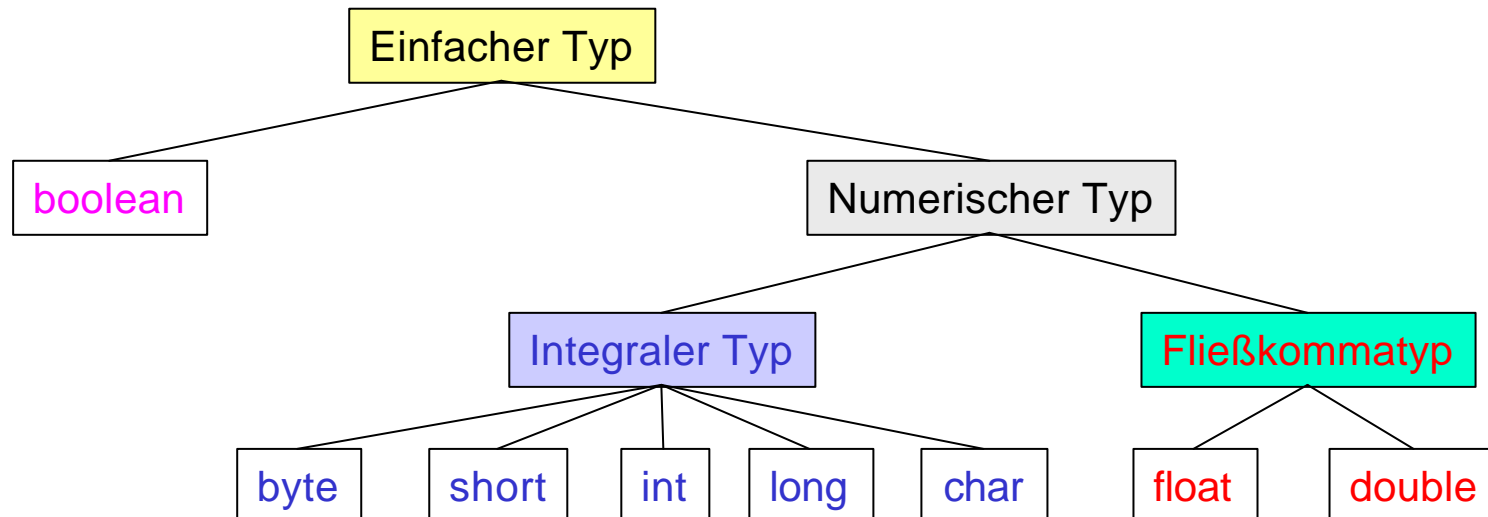 Einfacher Typ
boolean
Numerischer Typ
Integraler Typ
Fließkommatyp
byte
short
int
long
char
float
double